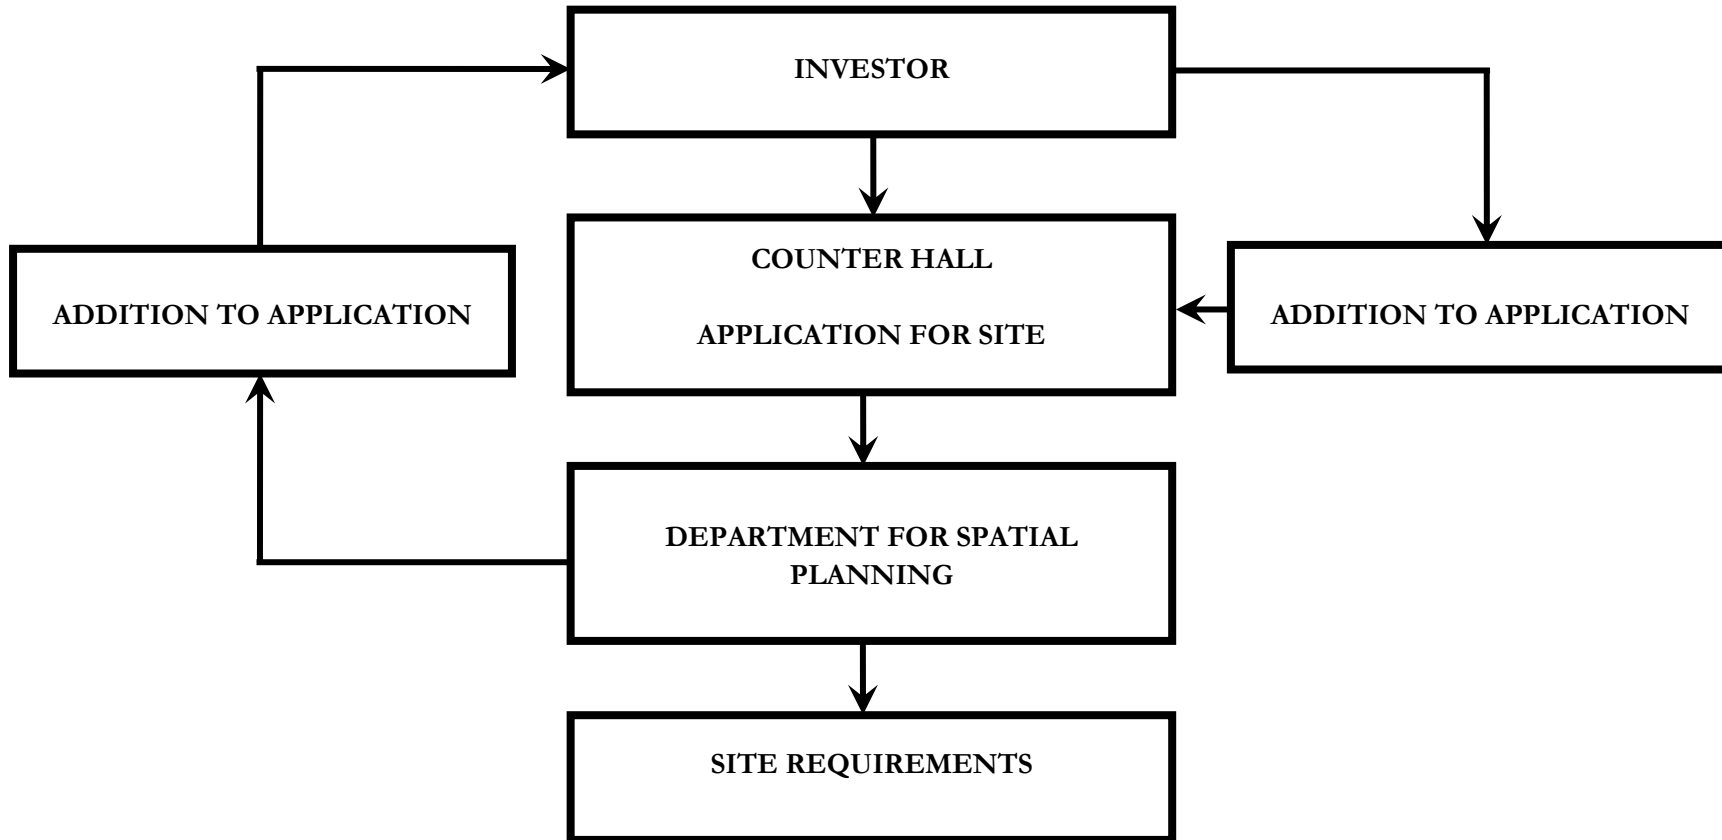 INVESTOR
COUNTER HALL
ADDITION TO APPLICATION
APPLICATION FOR SITE
ADDITION TO APPLICATION
DEPARTMENT FOR SPATIAL
PLANNING
SITE REQUIREMENTS